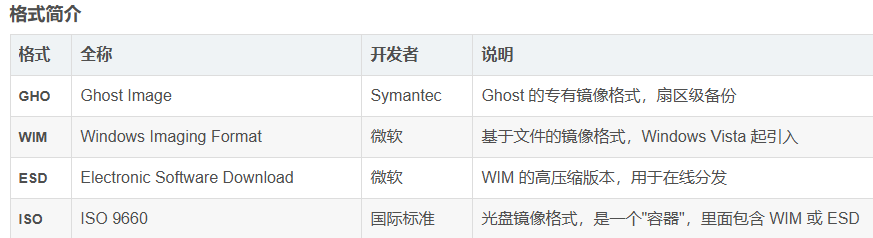 格式简介
格式 全称 开发者 说明
GHO Ghost Image Symantec Ghost 的专有镜像格式，扇区级备份
WIM Windows Imaging Format 微软 基于文件的镜像格式，Windows Vista 起引入
ESD Electronic Software Download 微软 WIM 的高压缩版本，用于在线分发
ISO ISO 9660 国际标准 光盘镜像格式，是一个"容器"，里面包含 WIM 或 ESD